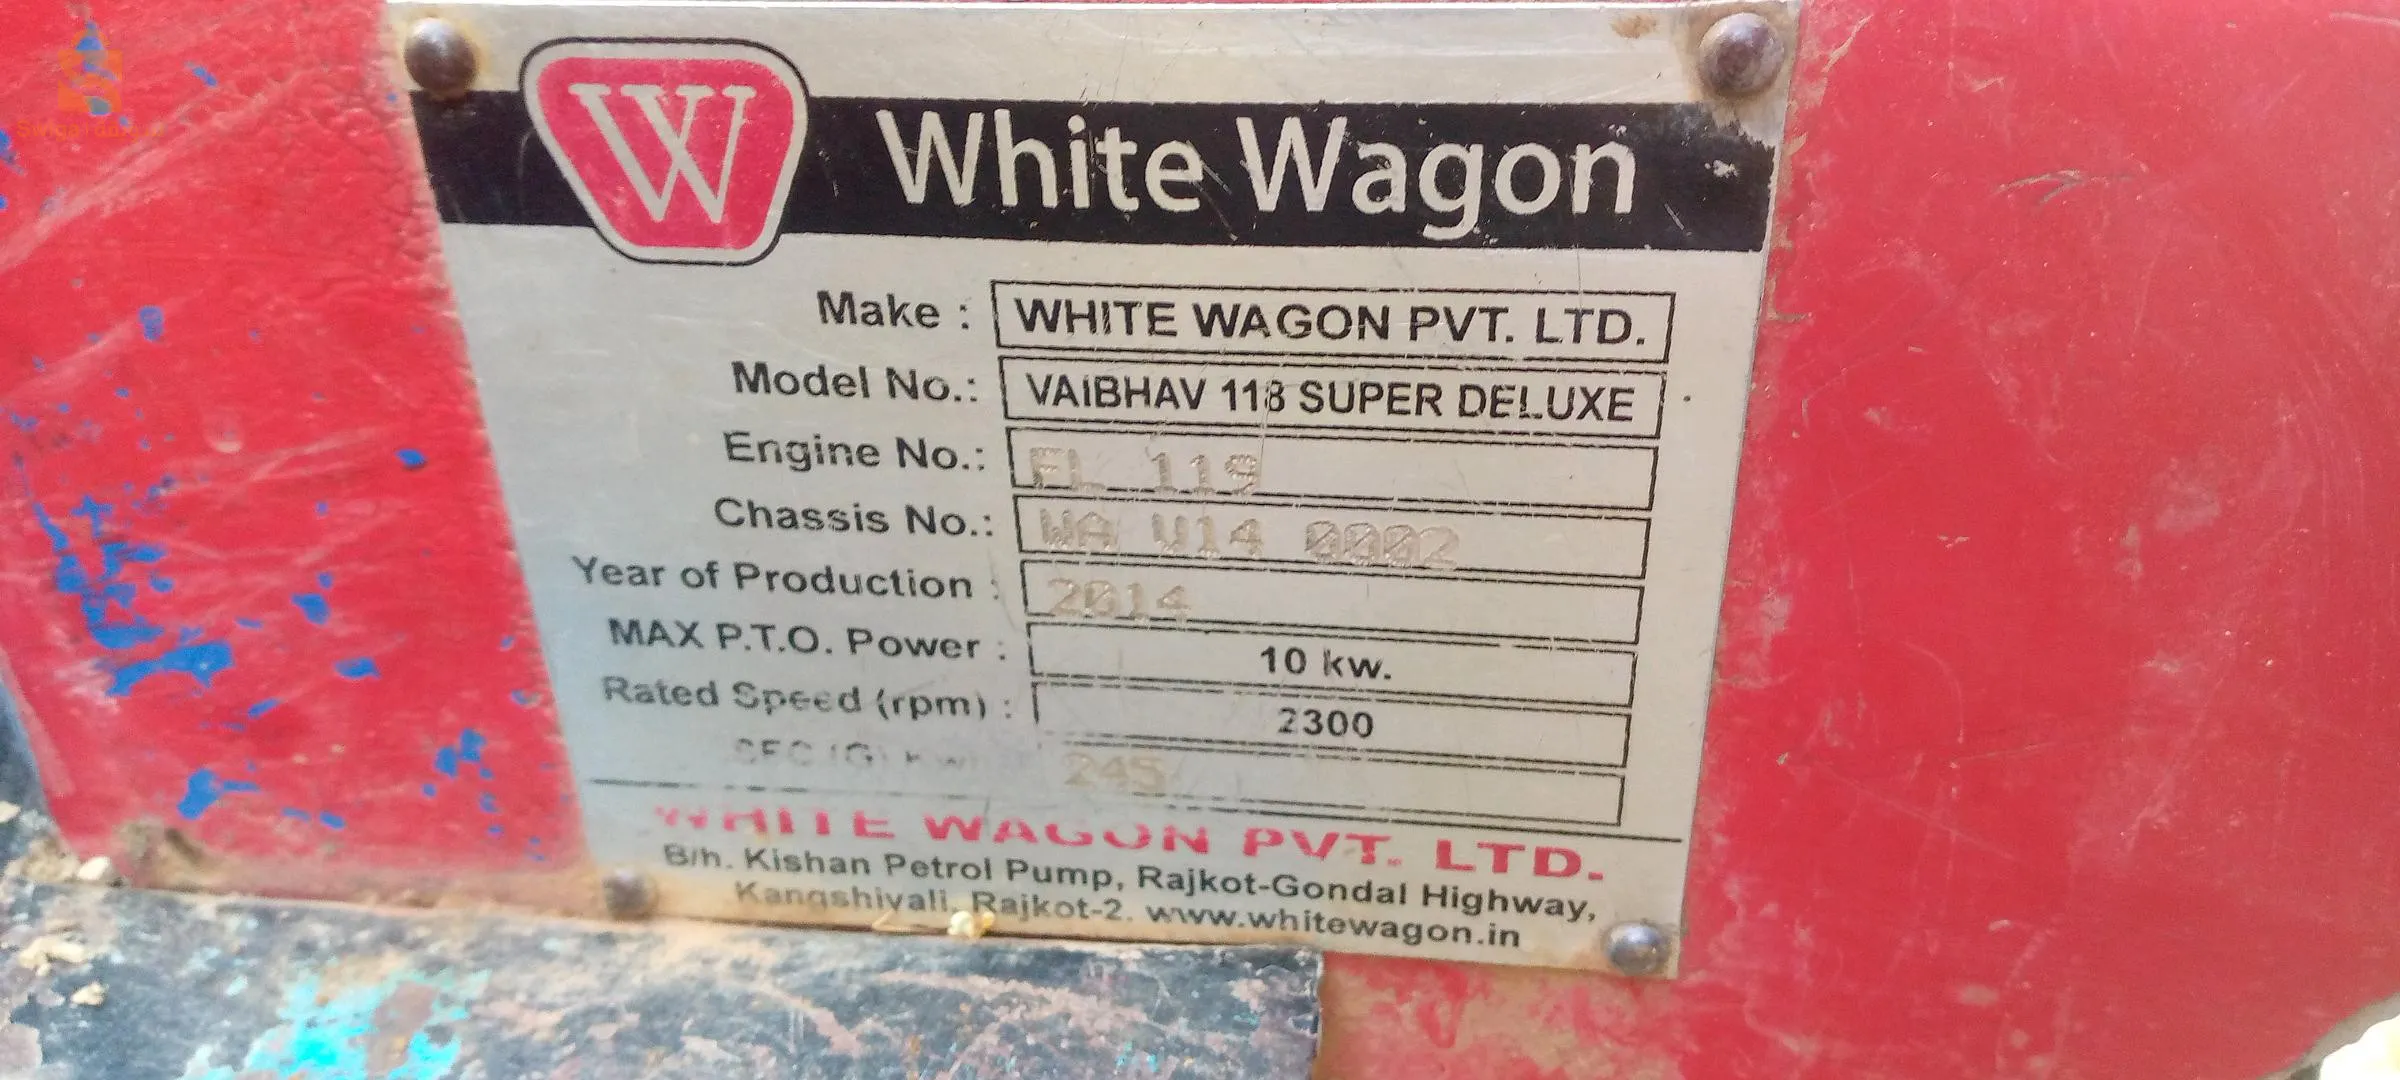 W White Wagon
Make : WHITE WAGON PVT. LTD.
Model No.: VAIBHAV 118 SUPER DELUXE
Engine No.: FL 119
Chassis No.: WA V14 0002
Year of Production : 2014
MAX P.T.O. Power : 10 kw.
Rated Speed (rpm) : 2300
SFC (G) 245
WHITE WAGON PVT. LTD.
B/h. Kishan Petrol Pump, Rajkot-Gondal Highway,
Kangshiyali, Rajkot-2. www.whitewagon.in